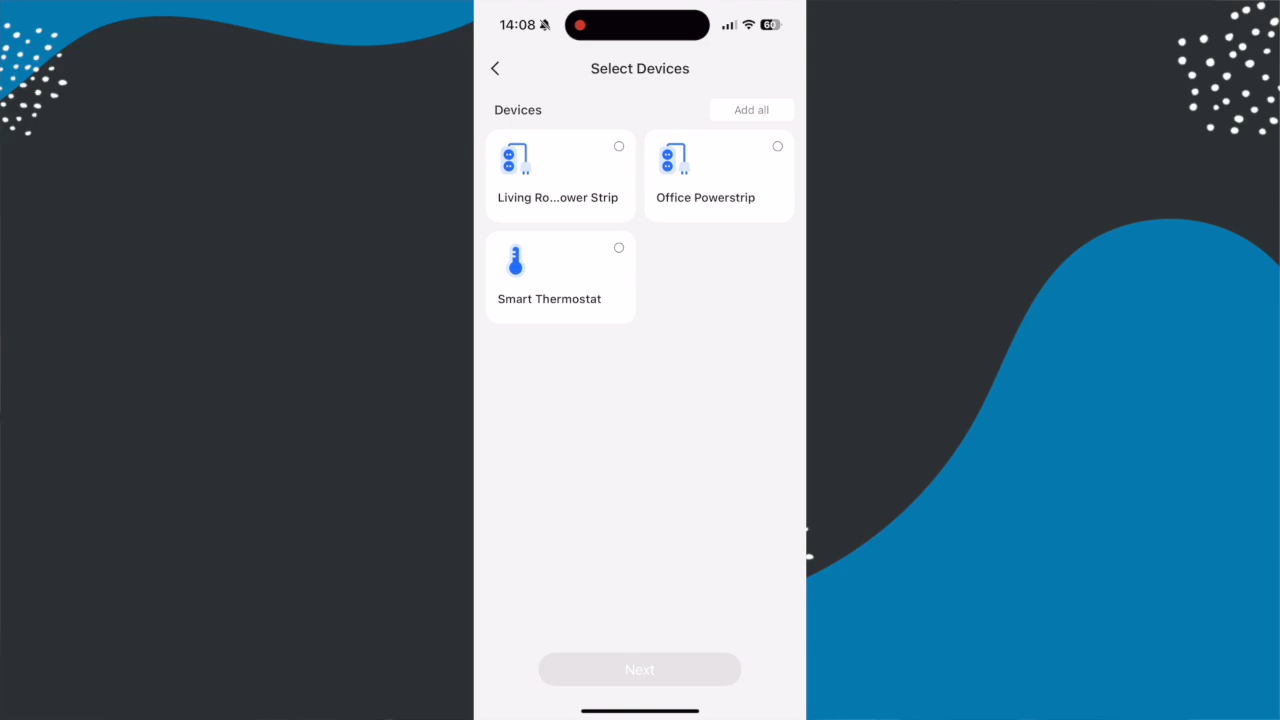 14:08
60
Select Devices
Devices
Add all
Living Ro...ower Strip
Office Powerstrip
Smart Thermostat
Next